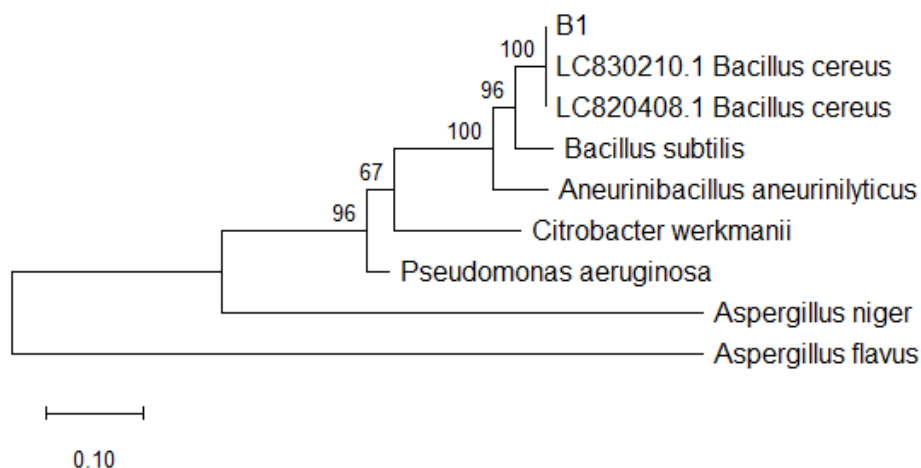 B1
100
LC830210.1 Bacillus cereus
96
LC820408.1 Bacillus cereus
100
Bacillus subtilis
67
Aneurinibacillus aneurinilyticus
96
Citrobacter werkmanii
Pseudomonas aeruginosa
Aspergillus niger
Aspergillus flavus
0.10